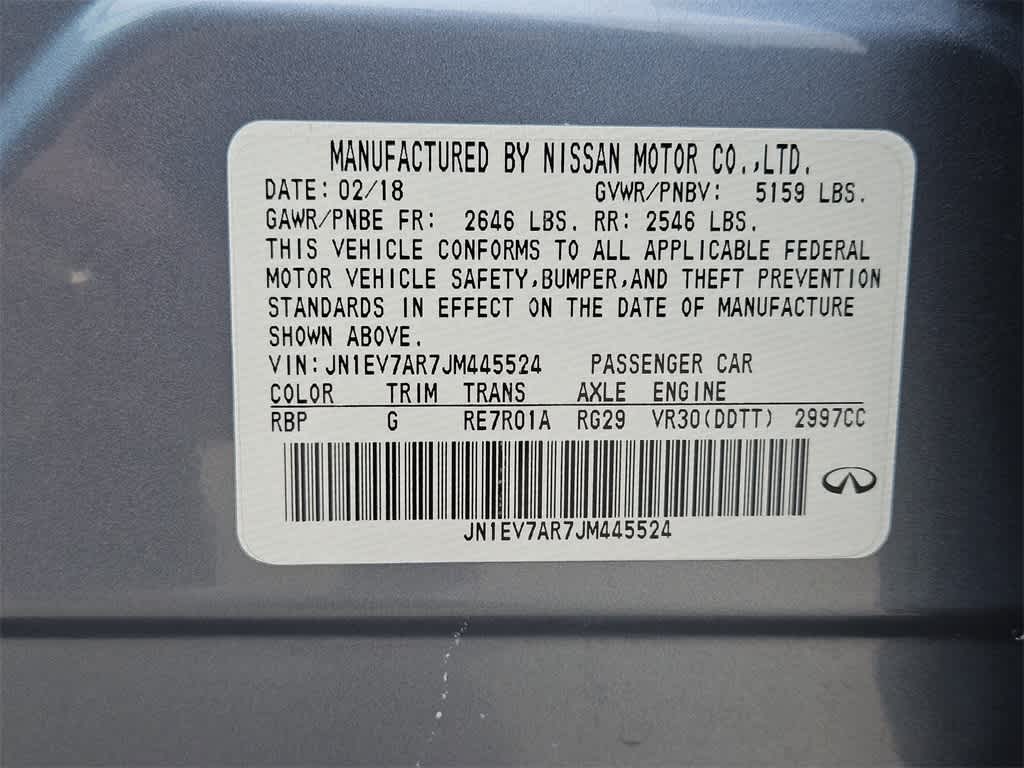 MANUFACTURED BY NISSAN MOTOR CO.,LTD.
DATE: 02/18 GVWR/PNBV: 5159 LBS.
GAWR/PNBE FR: 2646 LBS. RR: 2546 LBS.
THIS VEHICLE CONFORMS TO ALL APPLICABLE FEDERAL
MOTOR VEHICLE SAFETY,BUMPER,AND THEFT PREVENTION
STANDARDS IN EFFECT ON THE DATE OF MANUFACTURE
SHOWN ABOVE.
VIN:JN1EV7AR7JM445524 PASSENGER CAR
COLOR TRIM TRANS AXLE ENGINE
RBP G RE7R01A RG29 VR30(DDTT) 2997CC
JN1EV7AR7JM445524